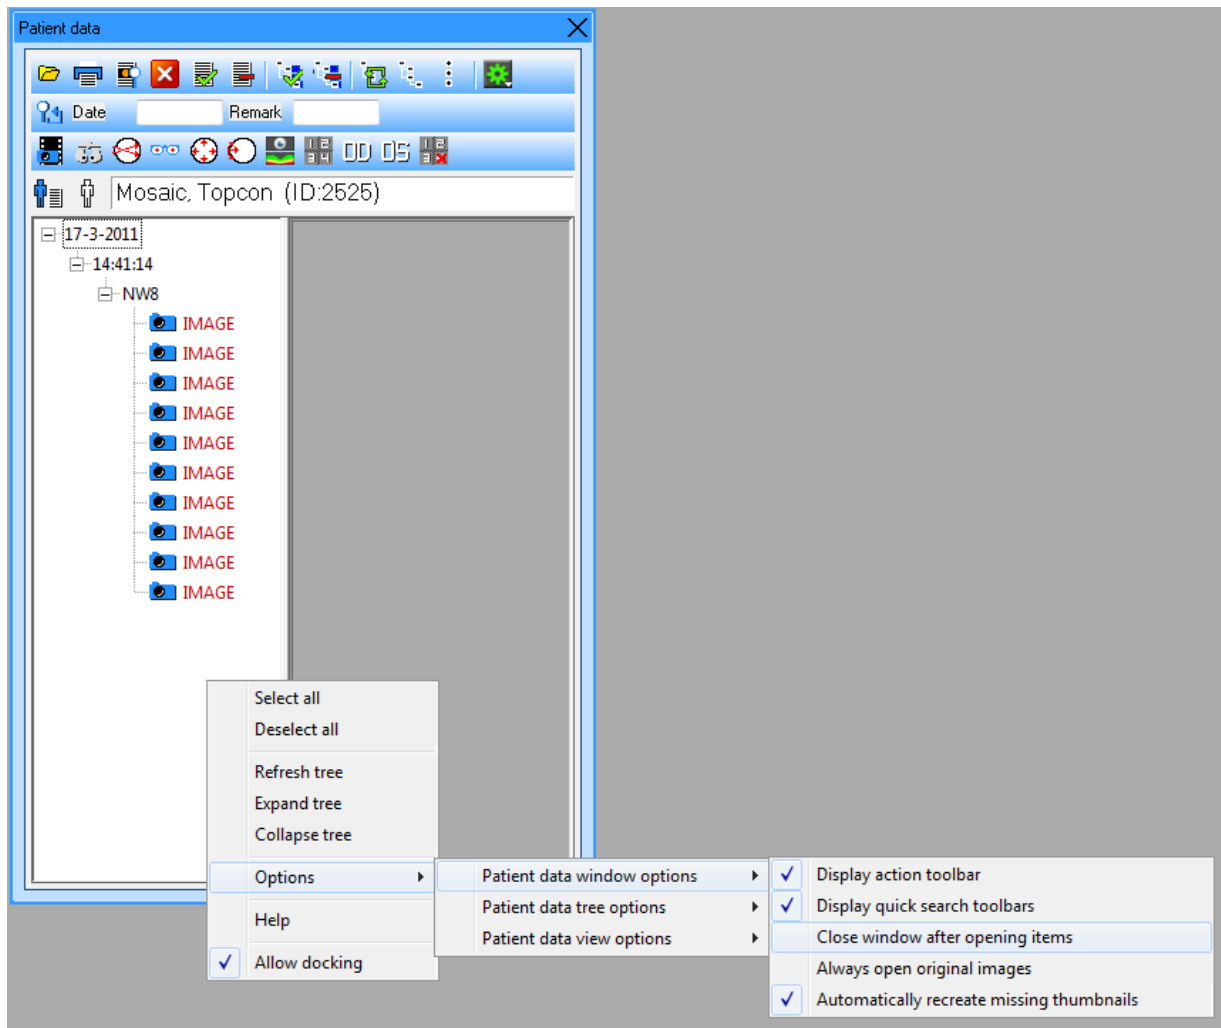 Patient data
Date
Remark
OD OS
Mosaic, Topcon (ID:2525)
17-3-2011
14:41:14
NW8
IMAGE
IMAGE
IMAGE
IMAGE
IMAGE
IMAGE
IMAGE
IMAGE
IMAGE
IMAGE
Select all
Deselect all
Refresh tree
Expand tree
Collapse tree
Options
Help
Allow docking
Patient data window options
Patient data tree options
Patient data view options
Display action toolbar
Display quick search toolbars
Close window after opening items
Always open original images
Automatically recreate missing thumbnails